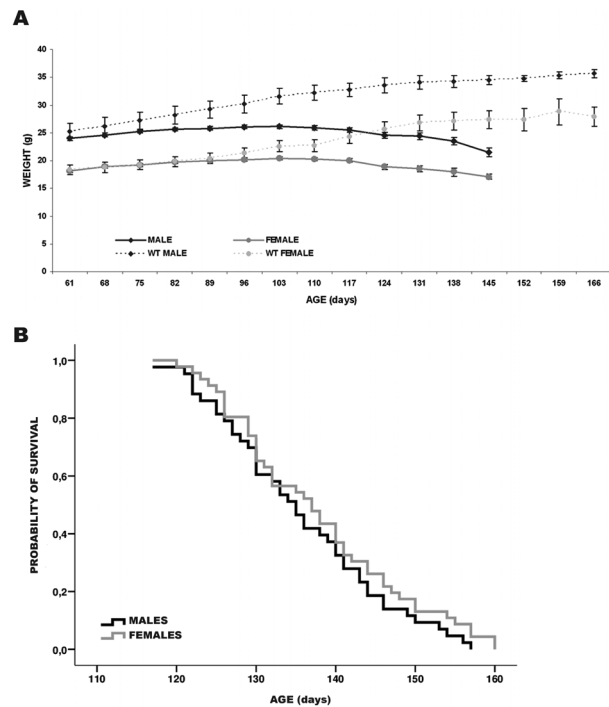 A
40
35
30
25
20
15
10
5
0
WEIGHT (g)
MALE FEMALE
WT MALE WT FEMALE
61 68 75 82 89 96 103 110 117 124 131 138 145 152 159 166
AGE (days)
B
1,0
0,8
0,6
0,4
0,2
0,0
PROBABILITY OF SURVIVAL
MALES
FEMALES
110 120 130 140 150 160
AGE (days)